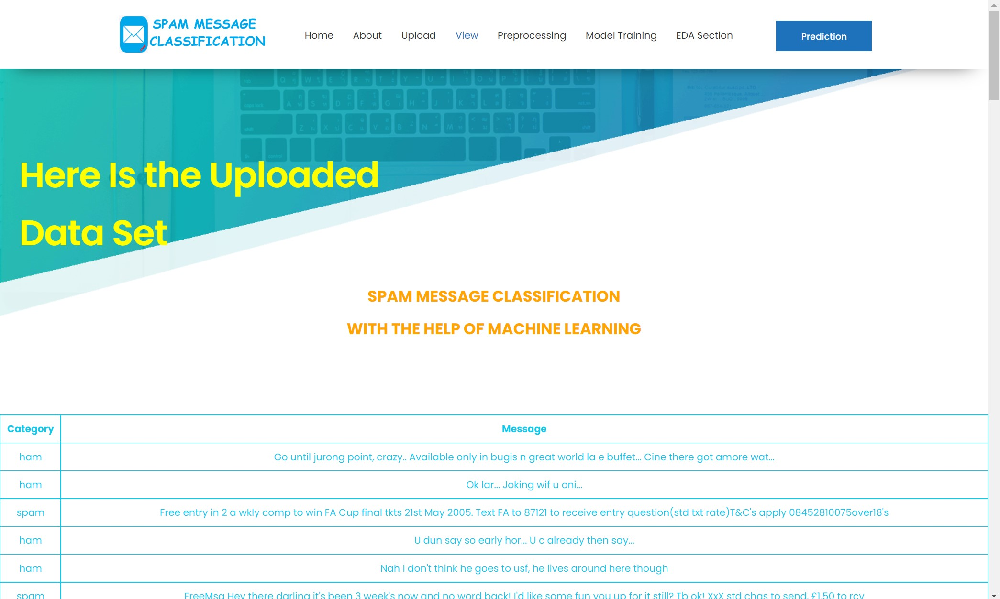 SPAM MESSAGE
CLASSIFICATION
Home About Upload View Preprocessing Model Training EDA Section Prediction
Here Is the Uploaded
Data Set
SPAM MESSAGE CLASSIFICATION
WITH THE HELP OF MACHINE LEARNING
Category Message
ham Go until jurong point, crazy.. Available only in bugis n great world la e buffet... Cine there got amore wat...
ham Ok lar... Joking wif u oni...
spam Free entry in 2 a wkly comp to win FA Cup final tkts 21st May 2005. Text FA to 87121 to receive entry question(std txt rate)T&C's apply 08452810075over18's
ham U dun say so early hor... U c already then say...
ham Nah I don't think he goes to usf, he lives around here though
spam FreeMsg Hey there darling it's been 3 week's now and no word back! I'd like some fun you up for it still? Tb ok! XxX std chgs to send, £1.50 to rcv